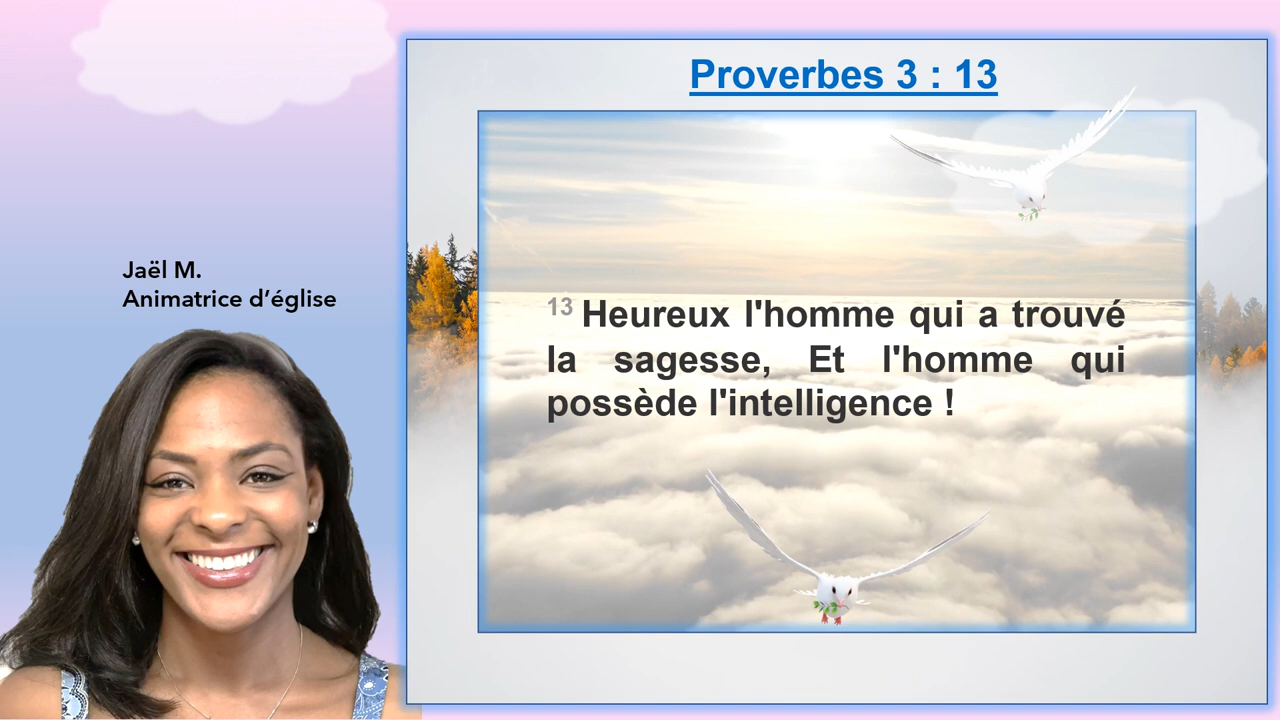 Proverbes 3 : 13
Jaël M.
Animatrice d’église
13 Heureux l'homme qui a trouvé
la sagesse, Et l'homme qui
possède l'intelligence !